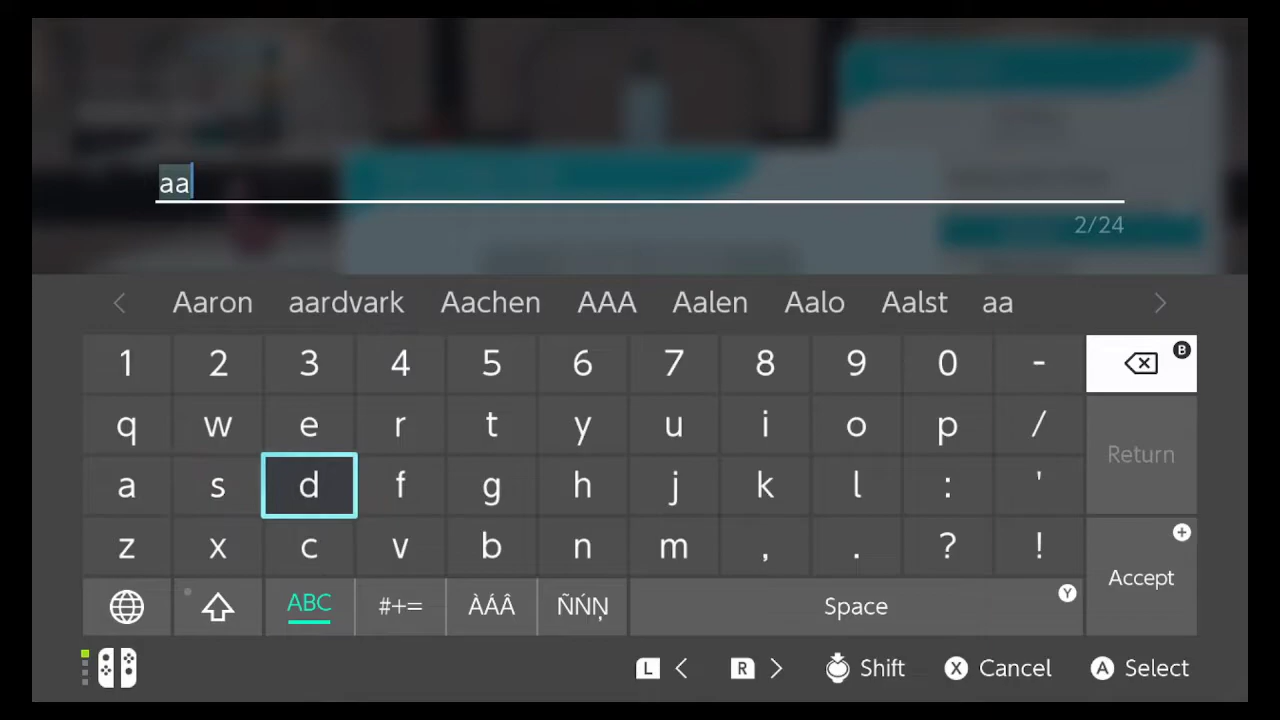 aa
2/24
Aaron aardvark Aachen AAA Aalen Aalo Aalst aa
1 2 3 4 5 6 7 8 9 0 - B
q w e r t y u i o p / Return
a s d f g h j k l : '
z x c v b n m , . ? ! + Accept
ABC #+= ÀÁÂ ÑŃŅ Space Y
L R Shift X Cancel A Select